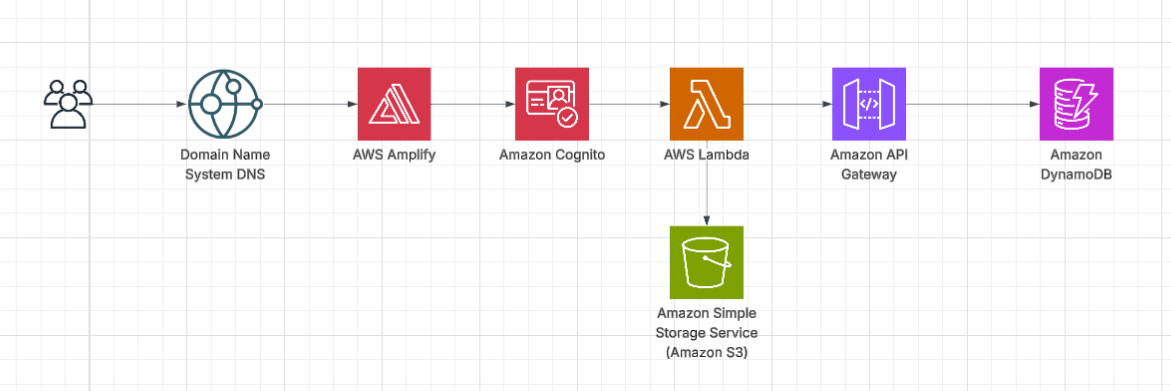 Domain Name
System DNS
AWS Amplify
Amazon Cognito
AWS Lambda
Amazon API
Gateway
Amazon
DynamoDB
Amazon Simple
Storage Service
(Amazon S3)